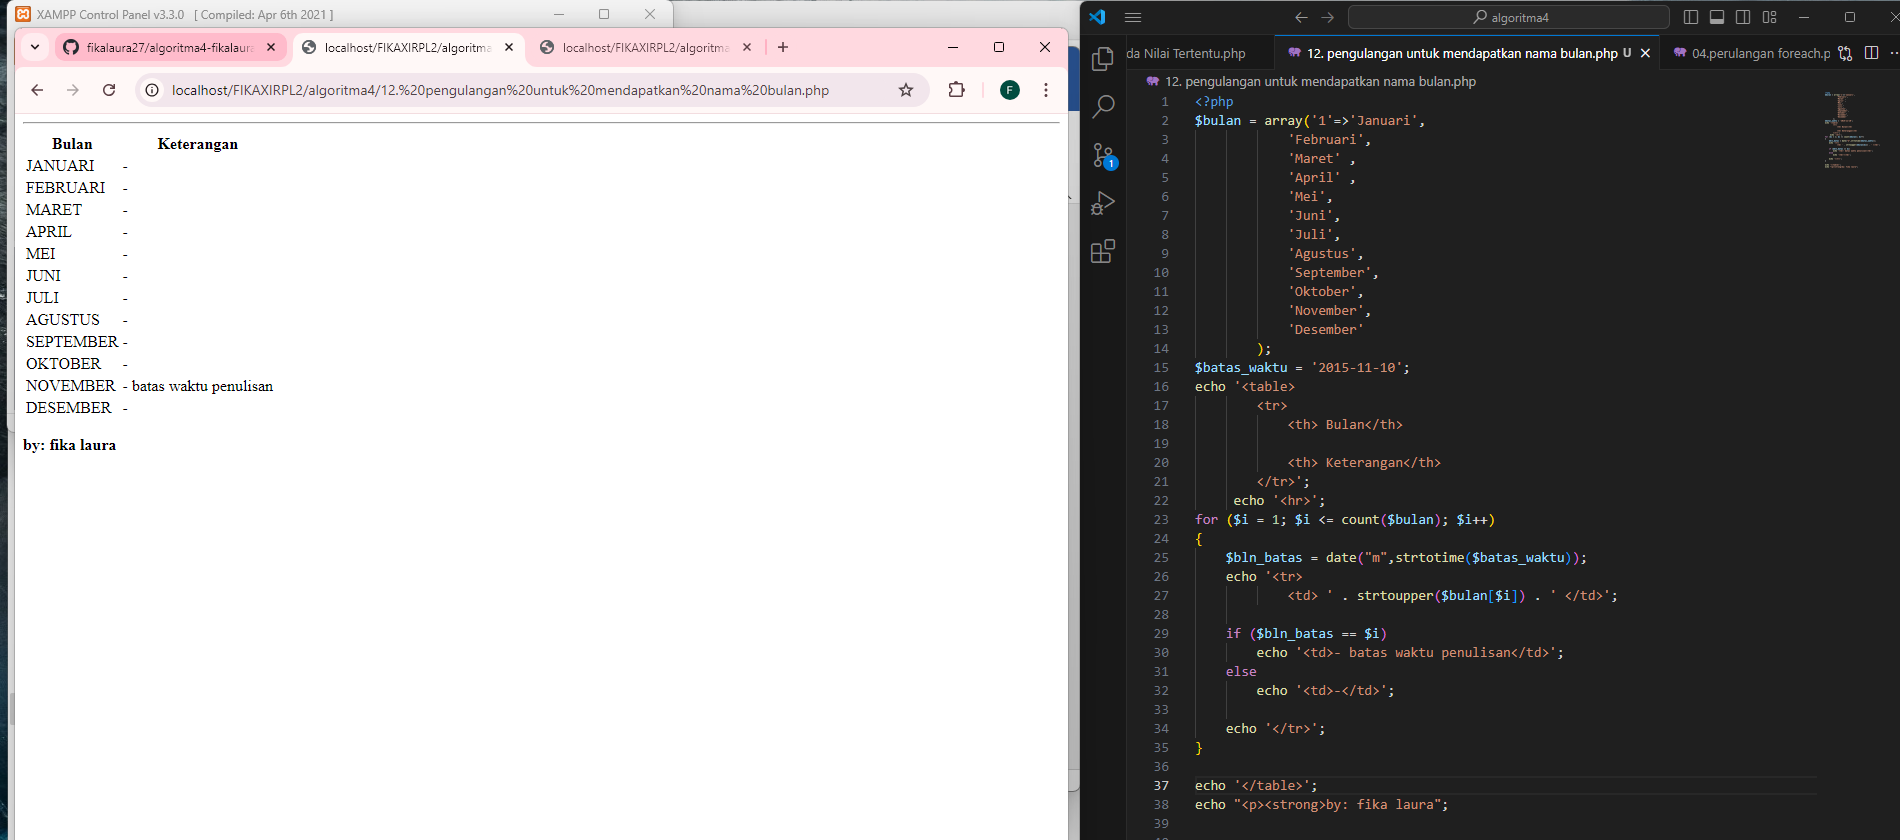 XAMPP Control Panel v3.3.0 [ Compiled: Apr 6th 2021 ]
fikalaura27/algoritma4-fikalaura
localhost/FIKAXIRPL2/algoritma
localhost/FIKAXIRPL2/algoritma
localhost/FIKAXIRPL2/algoritma4/12.%20pengulangan%20untuk%20mendapatkan%20nama%20bulan.php
F
Bulan Keterangan
JANUARI -
FEBRUARI -
MARET -
APRIL -
MEI -
JUNI -
JULI -
AGUSTUS -
SEPTEMBER -
OKTOBER -
NOVEMBER - batas waktu penulisan
DESEMBER -
by: fika laura
algoritma4
da Nilai Tertentu.php
12. pengulangan untuk mendapatkan nama bulan.php U
04.perulangan foreach.p
12. pengulangan untuk mendapatkan nama bulan.php
1
1 <?php
2 $bulan = array('1'=>'Januari',
3 'Februari',
4 'Maret' ,
5 'April' ,
6 'Mei',
7 'Juni',
8 'Juli',
9 'Agustus',
10 'September',
11 'Oktober',
12 'November',
13 'Desember'
14 );
15 $batas_waktu = '2015-11-10';
16 echo '<table>
17 <tr>
18 <th> Bulan</th>
19
20 <th> Keterangan</th>
21 </tr>';
22 echo '<hr>';
23 for ($i = 1; $i <= count($bulan); $i++)
24 {
25 $bln_batas = date("m",strtotime($batas_waktu));
26 echo '<tr>
27 <td> ' . strtoupper($bulan[$i]) . ' </td>';
28
29 if ($bln_batas == $i)
30 echo '<td>- batas waktu penulisan</td>';
31 else
32 echo '<td>-</td>';
33
34 echo '</tr>';
35 }
36
37 echo '</table>';
38 echo "<p><strong>by: fika laura";
39